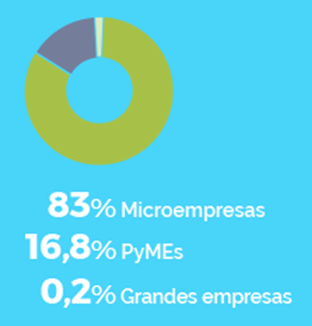 83% Microempresas
16,8% PyMEs
0,2% Grandes empresas